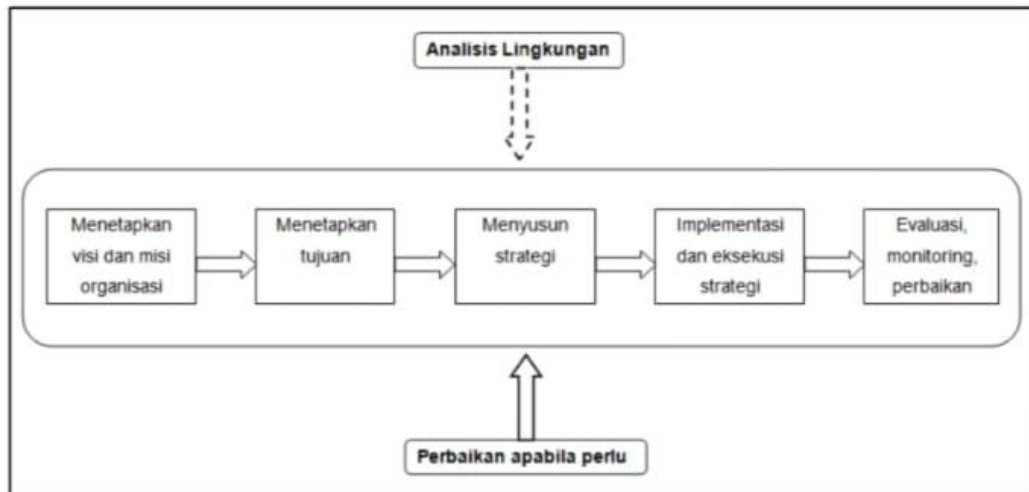 Analisis Lingkungan
Menetapkan
visi dan misi
organisasi
Menetapkan
tujuan
Menyusun
strategi
Implementasi
dan eksekusi
strategi
Evaluasi,
monitoring,
perbaikan
Perbaikan apabila perlu